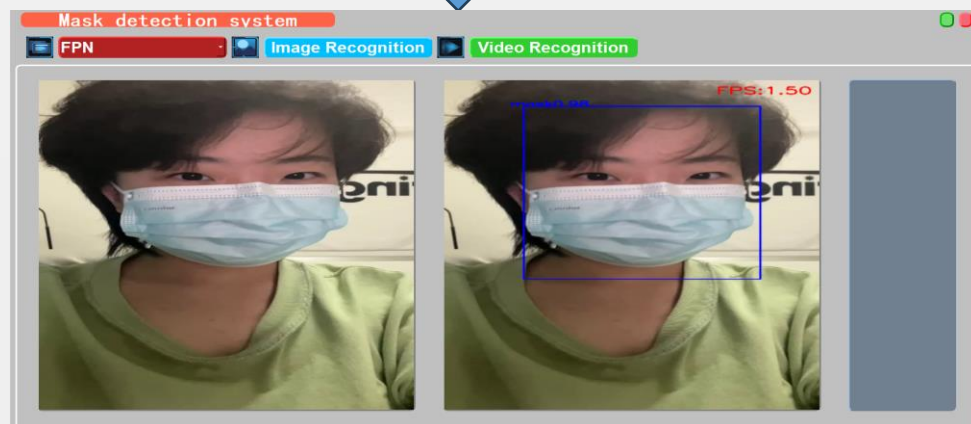 Mask detection system
FPN
Image Recognition
Video Recognition
FPS:1.50